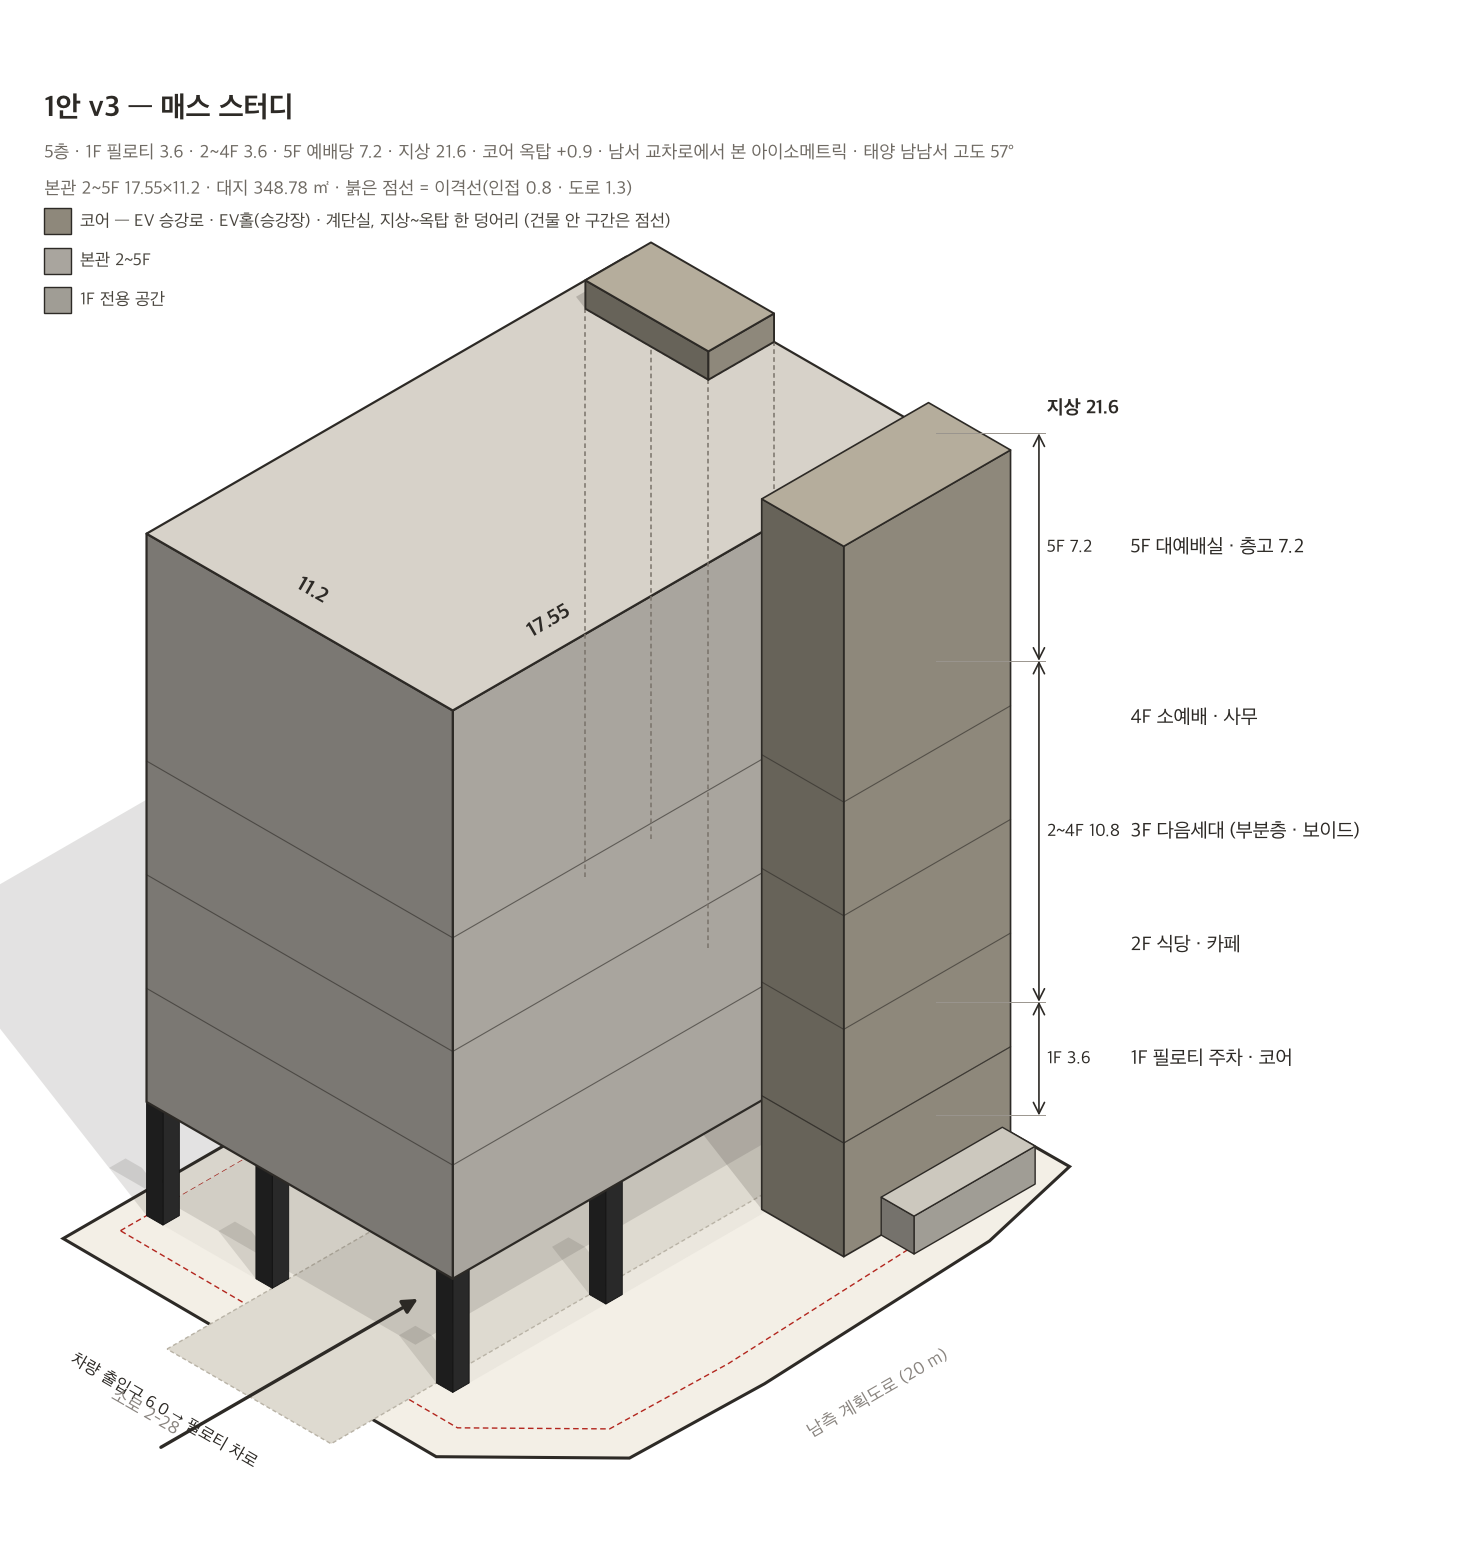 1안 v3 — 매스 스터디
5층 · 1F 필로티 3.6 · 2~4F 3.6 · 5F 예배당 7.2 · 지상 21.6 · 코어 옥탑 +0.9 · 남서 교차로에서 본 아이소메트릭 · 태양 남남서 고도 57°
본관 2~5F 17.55×11.2 · 대지 348.78 ㎡ · 붉은 점선 = 이격선(인접 0.8 · 도로 1.3)
코어 — EV 승강로 · EV홀(승강장) · 계단실, 지상~옥탑 한 덩어리 (건물 안 구간은 점선)
본관 2~5F
1F 전용 공간
지상 21.6
5F 7.2
5F 대예배실 · 층고 7.2
11.2
17.55
4F 소예배 · 사무
2~4F 10.8
3F 다음세대 (부분층 · 보이드)
2F 식당 · 카페
1F 3.6
1F 필로티 주차 · 코어
차량 출입구 6.0 → 필로티 차로
소로 2-28
남측 계획도로 (20 m)